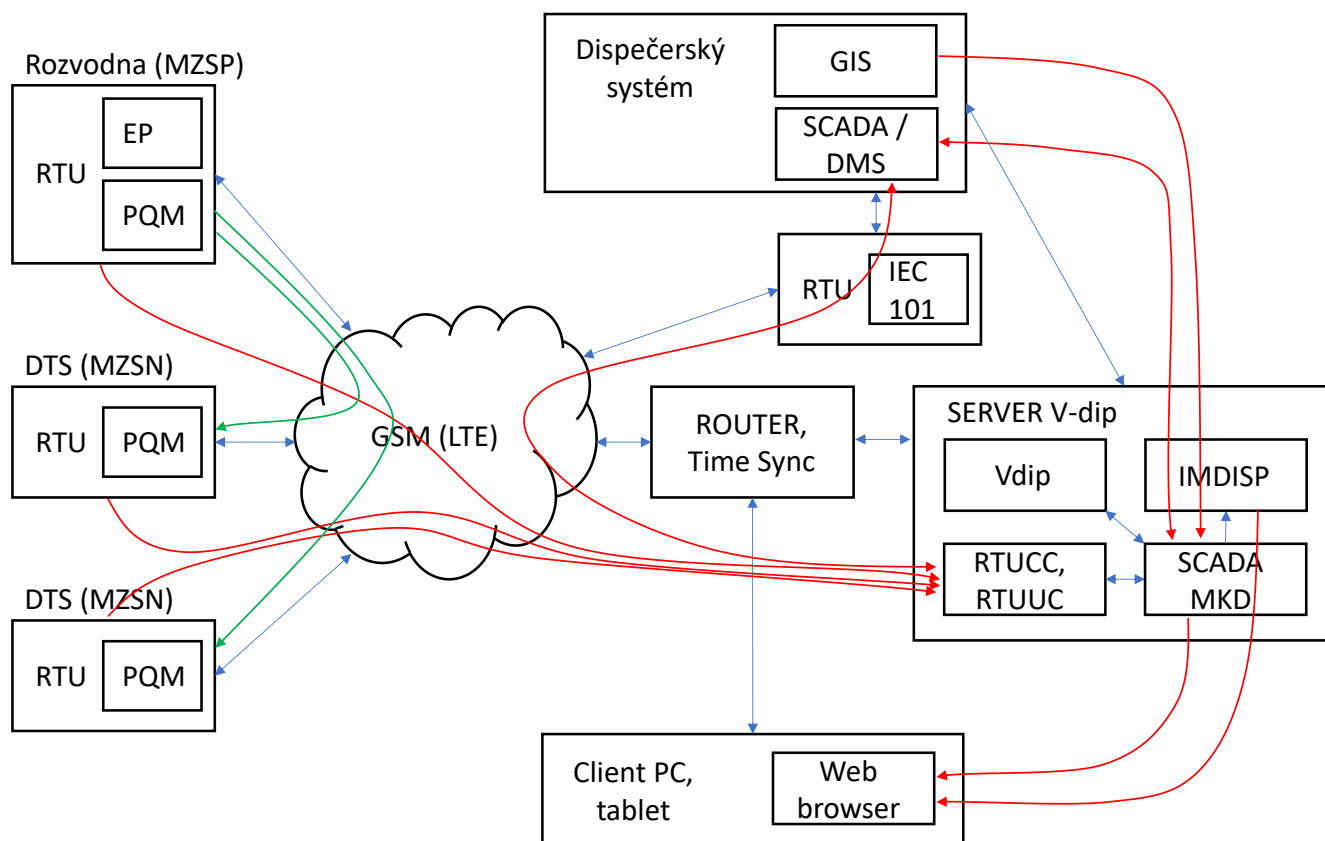 Rozvodna (MZSP)
RTU
EP
PQM
DTS (MZSN)
RTU
PQM
DTS (MZSN)
RTU
PQM
GSM (LTE)
Dispečerský
systém
GIS
SCADA /
DMS
RTU
IEC
101
ROUTER,
Time Sync
SERVER V-dip
Vdip
IMDISP
RTUCC,
RTUUC
SCADA
MKD
Client PC,
tablet
Web
browser